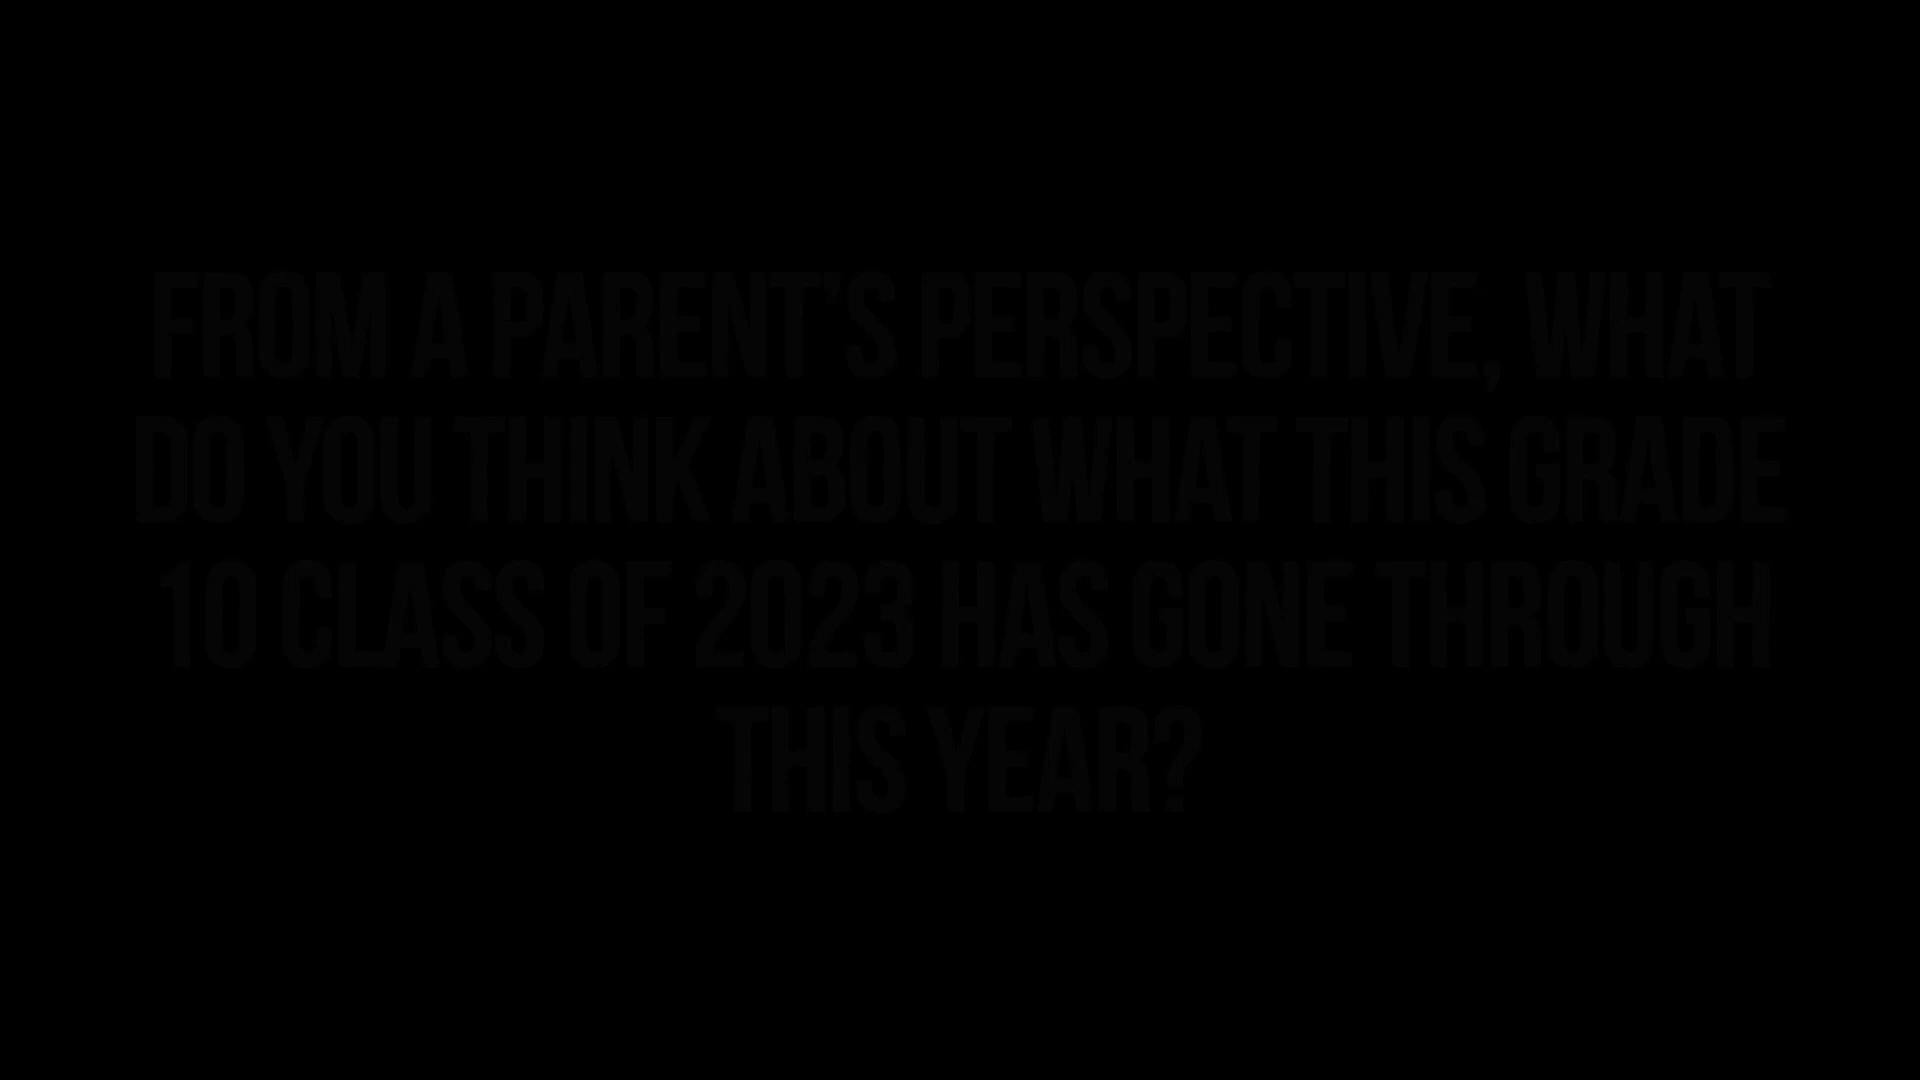 FROM A PARENT'S PERSPECTIVE, WHAT
DO YOU THINK ABOUT WHAT THIS GRADE
10 CLASS OF 2023 HAS GONE THROUGH
THIS YEAR?